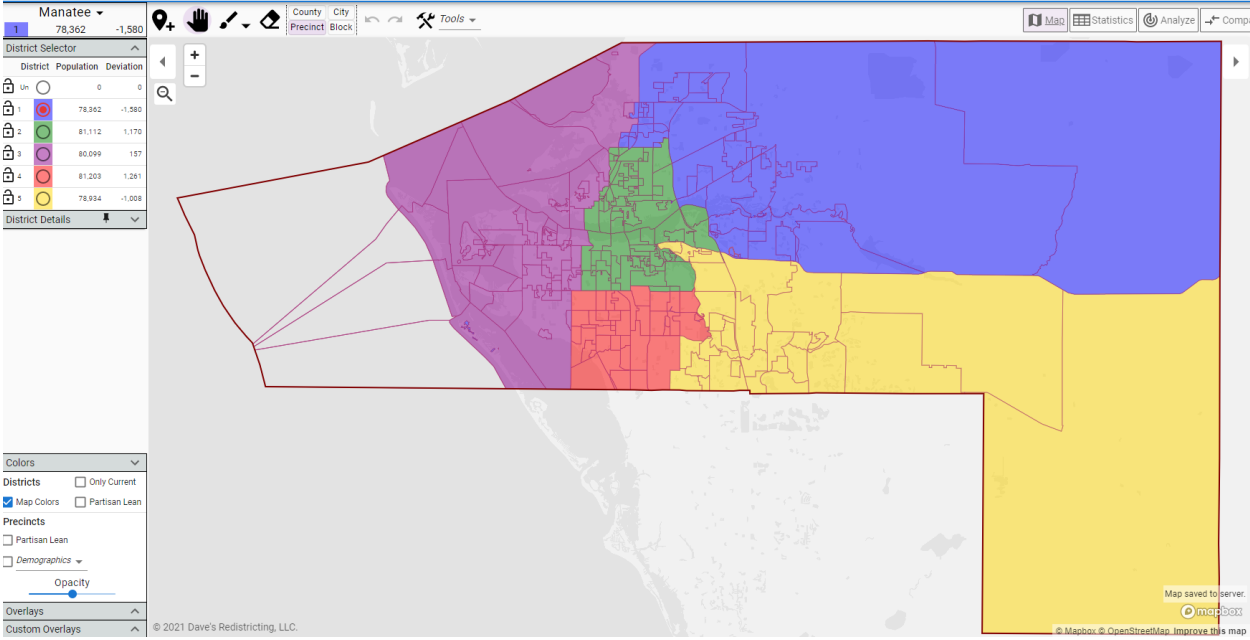 Manatee
1 78,362 -1,580
County City
Precinct Block
Tools
Map Statistics Analyze Compa
District Selector
District Population Deviation
Un 0 0
1 78,362 -1,580
2 81,112 1,170
3 80,099 157
4 81,203 1,261
5 78,934 -1,008
District Details
+
−
Colors
Districts Only Current
Map Colors Partisan Lean
Precincts
Partisan Lean
Demographics
Opacity
Overlays
Custom Overlays
© 2021 Dave's Redistricting, LLC.
Map saved to server.
mapbox
© Mapbox © OpenStreetMap Improve this map